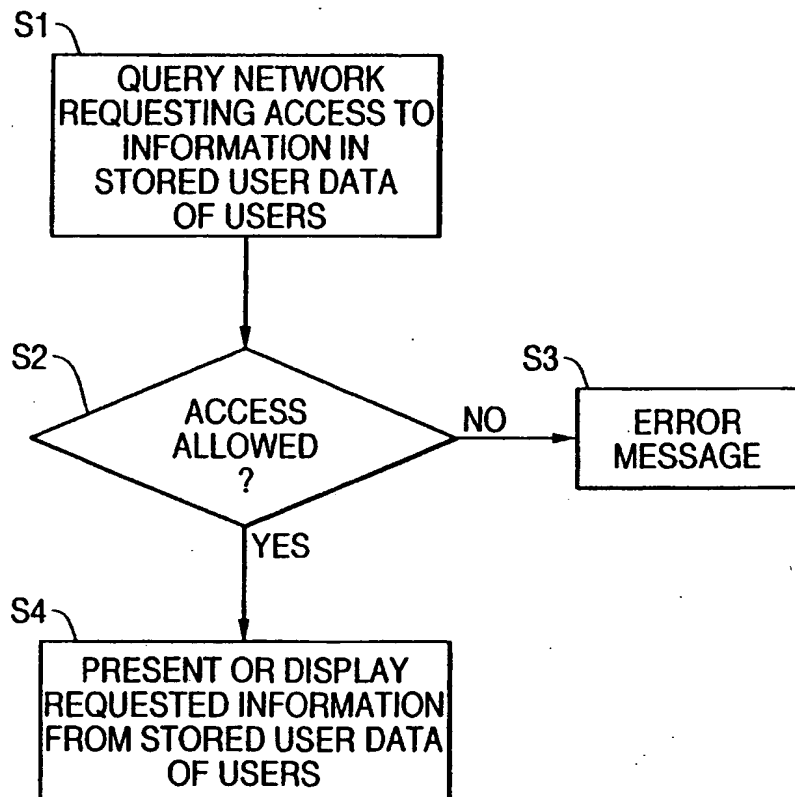 S1
QUERY NETWORK
REQUESTING ACCESS TO
INFORMATION IN
STORED USER DATA
OF USERS
S2
ACCESS
ALLOWED
?
NO
S3
ERROR
MESSAGE
YES
S4
PRESENT OR DISPLAY
REQUESTED INFORMATION
FROM STORED USER DATA
OF USERS